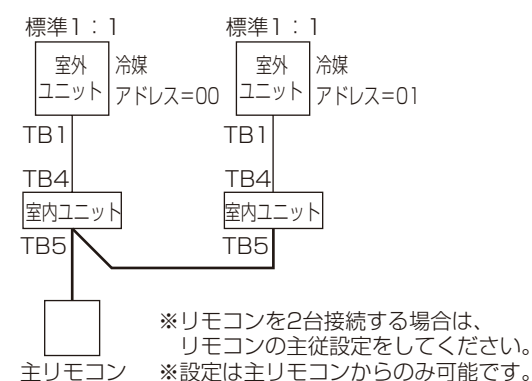 標準1:1
標準1:1
室外
ユニット
冷媒
アドレス=00
室外
ユニット
冷媒
アドレス=01
TB1
TB1
TB4
TB4
室内ユニット
室内ユニット
TB5
TB5
主リモコン
※リモコンを2台接続する場合は、
リモコンの主従設定をしてください。
※設定は主リモコンからのみ可能です。